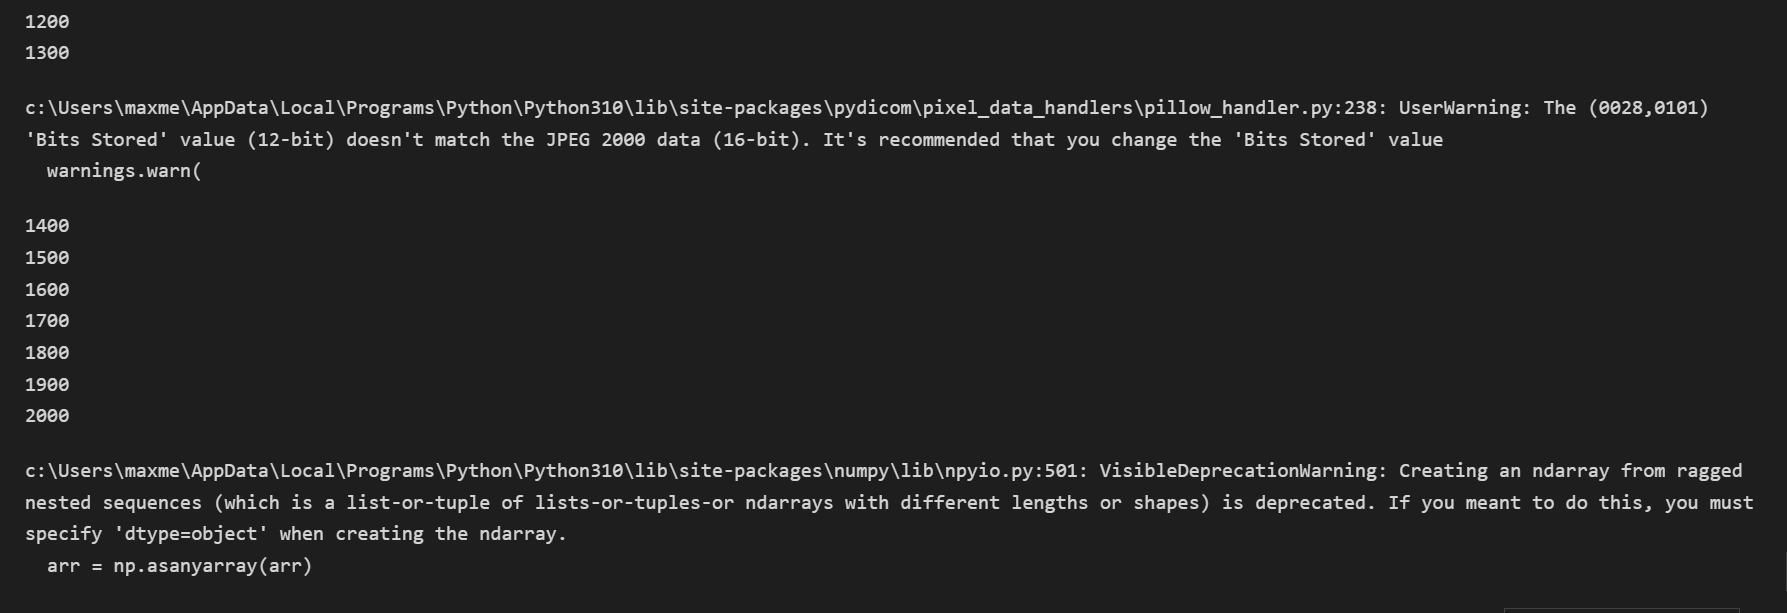 1200
1300
c:\Users\maxme\AppData\Local\Programs\Python\Python310\lib\site-packages\pydicom\pixel_data_handlers\pillow_handler.py:238: UserWarning: The (0028,0101)
'Bits Stored' value (12-bit) doesn't match the JPEG 2000 data (16-bit). It's recommended that you change the 'Bits Stored' value
  warnings.warn(
1400
1500
1600
1700
1800
1900
2000
c:\Users\maxme\AppData\Local\Programs\Python\Python310\lib\site-packages\numpy\lib\npyio.py:501: VisibleDeprecationWarning: Creating an ndarray from ragged
nested sequences (which is a list-or-tuple of lists-or-tuples-or ndarrays with different lengths or shapes) is deprecated. If you meant to do this, you must
specify 'dtype=object' when creating the ndarray.
  arr = np.asanyarray(arr)